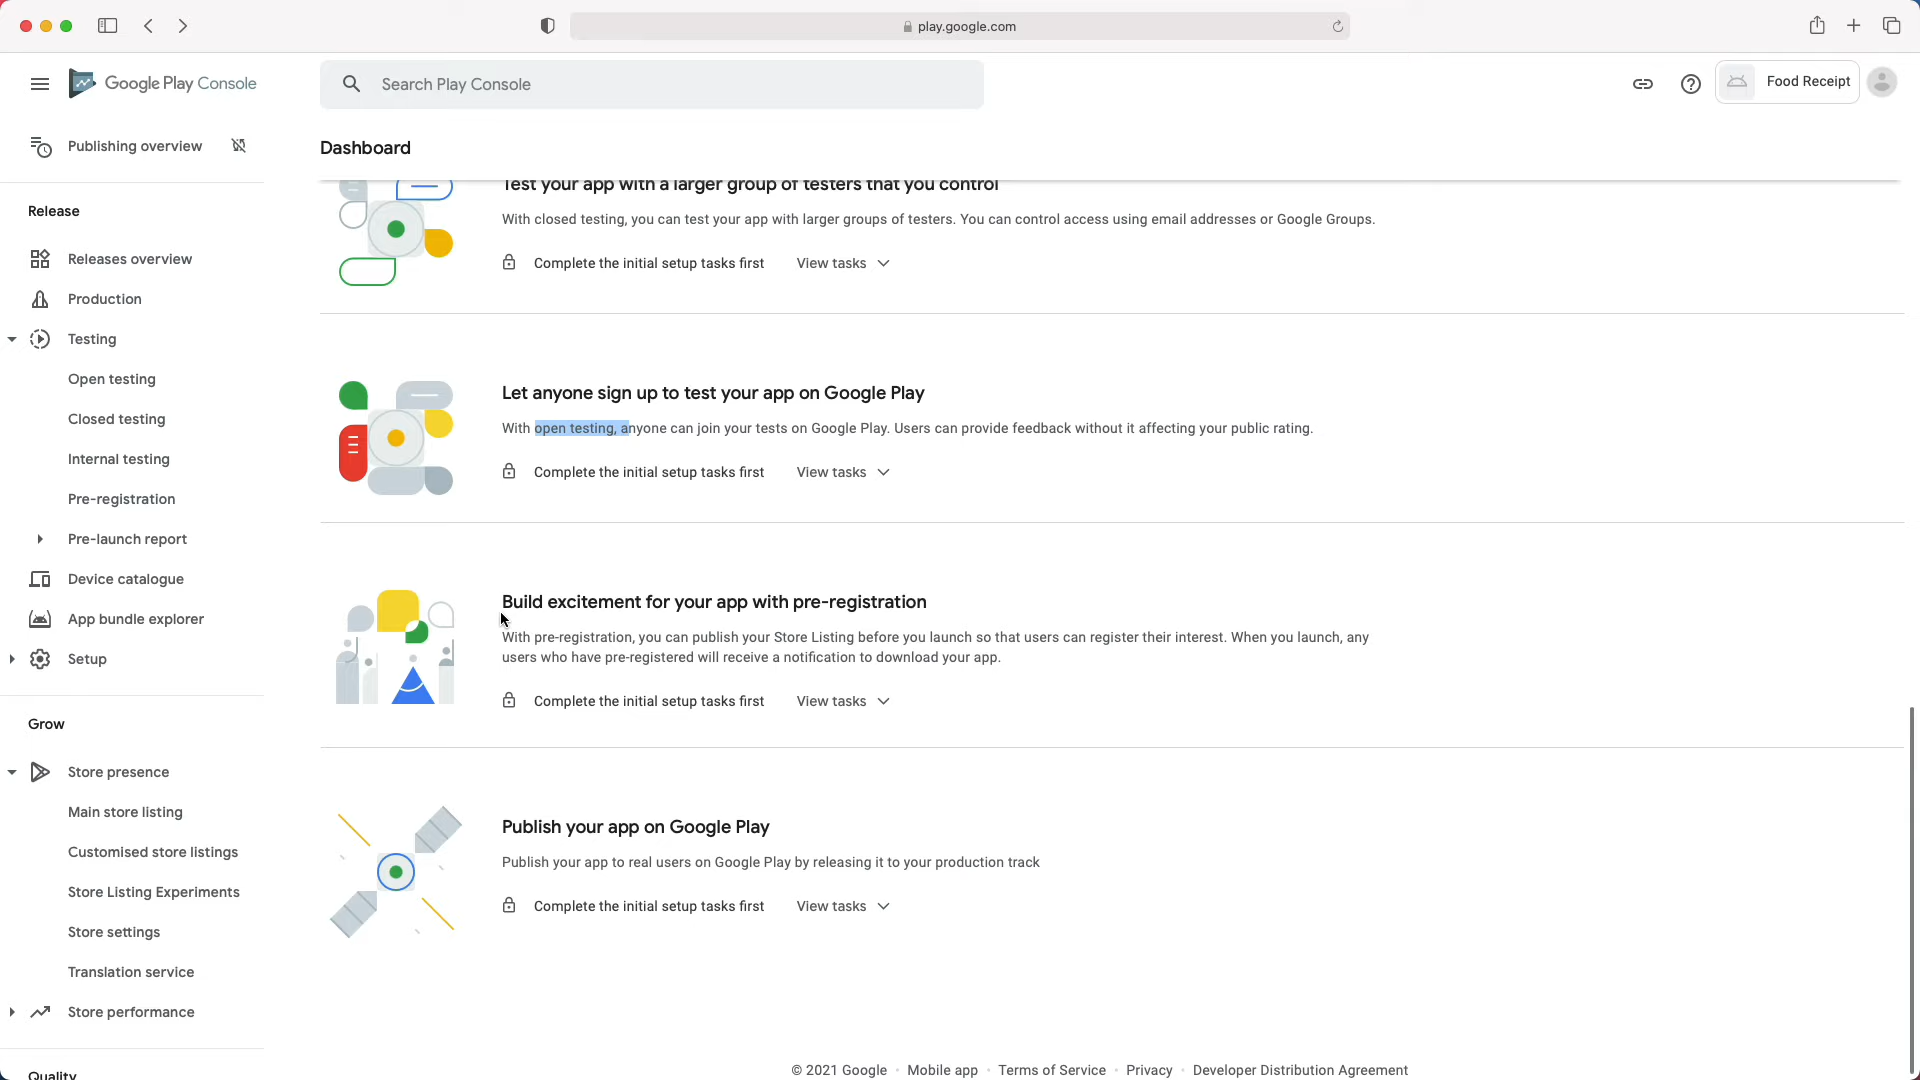 play.google.com
Google Play Console
Search Play Console
Food Receipt
Publishing overview
Dashboard
Release
Releases overview
Production
Testing
Open testing
Closed testing
Internal testing
Pre-registration
Pre-launch report
Device catalogue
App bundle explorer
Setup
Grow
Store presence
Main store listing
Customised store listings
Store Listing Experiments
Store settings
Translation service
Store performance
Quality
Test your app with a larger group of testers that you control
With closed testing, you can test your app with larger groups of testers. You can control access using email addresses or Google Groups.
Complete the initial setup tasks first View tasks
Let anyone sign up to test your app on Google Play
With open testing, anyone can join your tests on Google Play. Users can provide feedback without it affecting your public rating.
Complete the initial setup tasks first View tasks
Build excitement for your app with pre-registration
With pre-registration, you can publish your Store Listing before you launch so that users can register their interest. When you launch, any
users who have pre-registered will receive a notification to download your app.
Complete the initial setup tasks first View tasks
Publish your app on Google Play
Publish your app to real users on Google Play by releasing it to your production track
Complete the initial setup tasks first View tasks
© 2021 Google · Mobile app · Terms of Service · Privacy · Developer Distribution Agreement